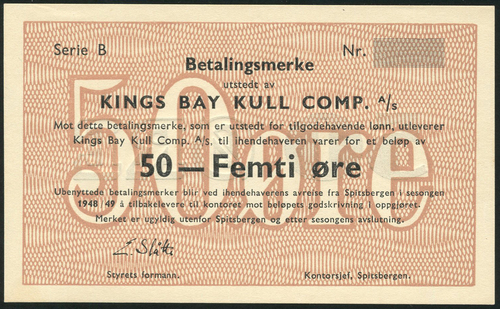 Serie B
Nr.
Betalingsmerke
utstedt av
KINGS BAY KULL COMP. A/S
Mot dette betalingsmerke, som er utstedt for tilgodehavende lønn, utleverer
Kings Bay Kull Comp. A/S, til ihendehaveren varer for et beløp av
50 — Femti øre
Ubenyttede betalingsmerker blir ved ihendehaverens avreise fra Spitsbergen i sesongen
1948/49 å tilbakelevere til kontoret mot beløpets godskrivning i oppgjøret.
Merket er ugyldig utenfor Spitsbergen og etter sesongens avslutning.
Styrets formann.
Kontorsjef, Spitsbergen.
50 øre